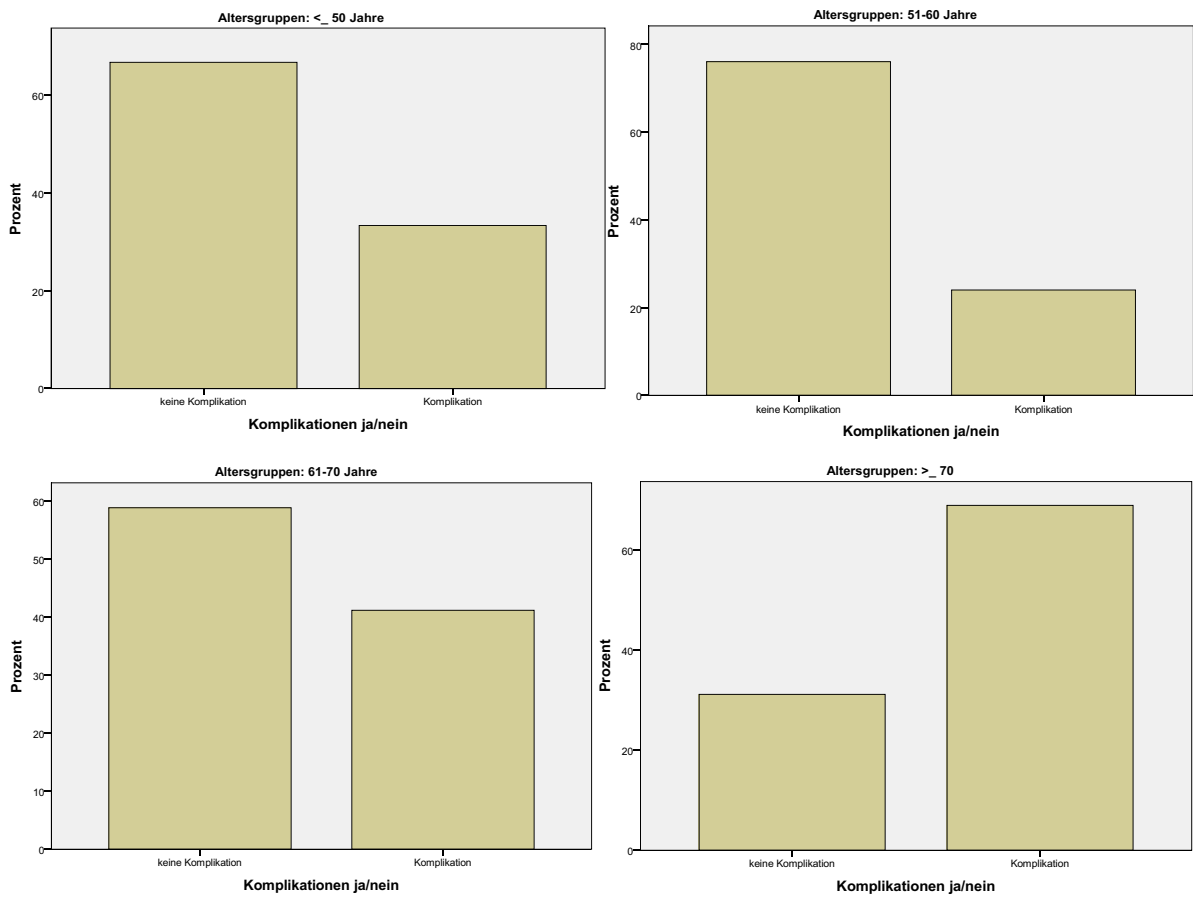 Altersgruppen: <_ 50 Jahre
Prozent
60
40
20
0
keine Komplikation Komplikation
Komplikationen ja/nein
Altersgruppen: 51-60 Jahre
Prozent
80
60
40
20
0
keine Komplikation Komplikation
Komplikationen ja/nein
Altersgruppen: 61-70 Jahre
Prozent
60
50
40
30
20
10
0
keine Komplikation Komplikation
Komplikationen ja/nein
Altersgruppen: >_ 70
Prozent
60
40
20
0
keine Komplikation Komplikation
Komplikationen ja/nein